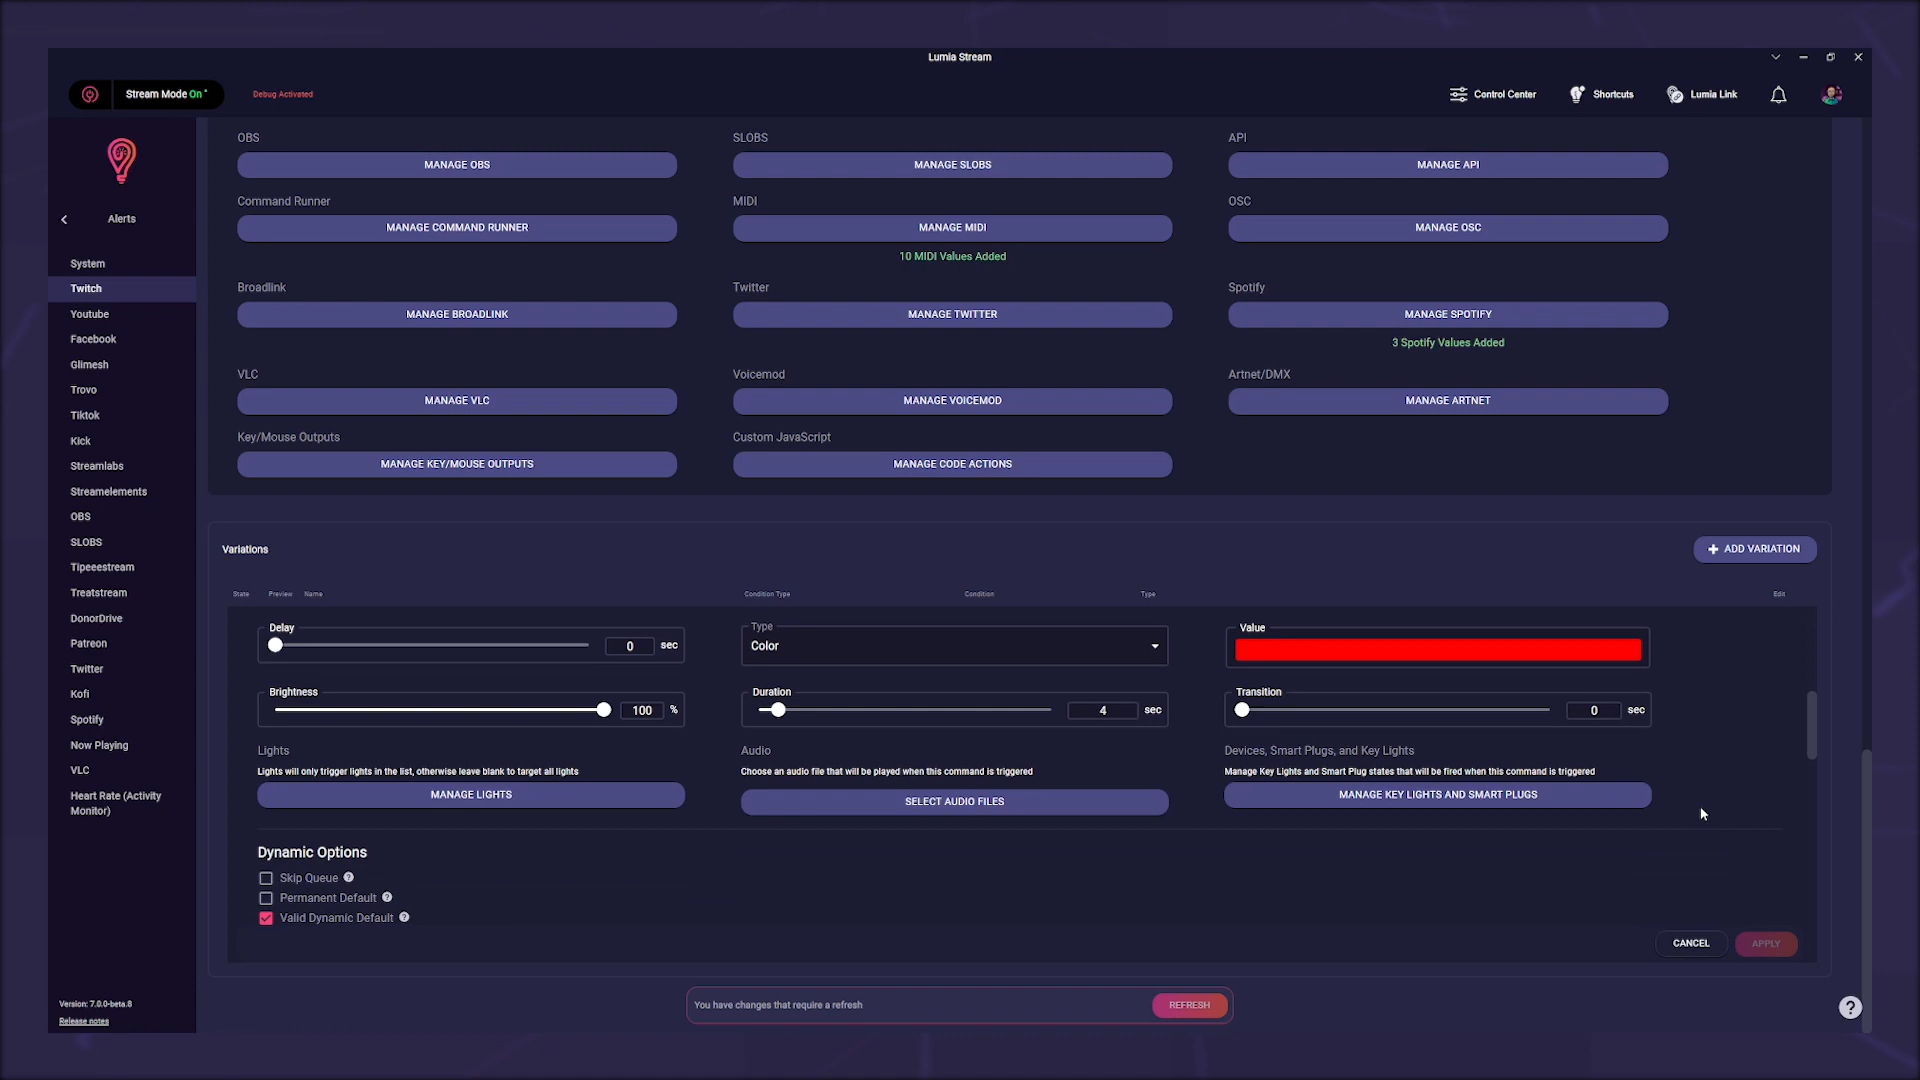 Lumia Stream
Stream Mode On
Debug Activated
Control Center
Shortcuts
Lumia Link
Alerts
System
Twitch
Youtube
Facebook
Glimesh
Trovo
Tiktok
Kick
Streamlabs
Streamelements
OBS
SLOBS
Tipeeestream
Treatstream
DonorDrive
Patreon
Twitter
Kofi
Spotify
Now Playing
VLC
Heart Rate (Activity
Monitor)
Version: 7.0.0-beta.8
Release notes
OBS
MANAGE OBS
SLOBS
MANAGE SLOBS
API
MANAGE API
Command Runner
MANAGE COMMAND RUNNER
MIDI
MANAGE MIDI
10 MIDI Values Added
OSC
MANAGE OSC
Broadlink
MANAGE BROADLINK
Twitter
MANAGE TWITTER
Spotify
MANAGE SPOTIFY
3 Spotify Values Added
VLC
MANAGE VLC
Voicemod
MANAGE VOICEMOD
Artnet/DMX
MANAGE ARTNET
Key/Mouse Outputs
MANAGE KEY/MOUSE OUTPUTS
Custom JavaScript
MANAGE CODE ACTIONS
Variations
ADD VARIATION
State Preview Name Condition Type Condition Type Edit
Delay
0 sec
Type
Color
Value
Brightness
100 %
Duration
4 sec
Transition
0 sec
Lights
Lights will only trigger lights in the list, otherwise leave blank to target all lights
MANAGE LIGHTS
Audio
Choose an audio file that will be played when this command is triggered
SELECT AUDIO FILES
Devices, Smart Plugs, and Key Lights
Manage Key Lights and Smart Plug states that will be fired when this command is triggered
MANAGE KEY LIGHTS AND SMART PLUGS
Dynamic Options
Skip Queue ?
Permanent Default ?
Valid Dynamic Default ?
CANCEL
APPLY
You have changes that require a refresh
REFRESH
?